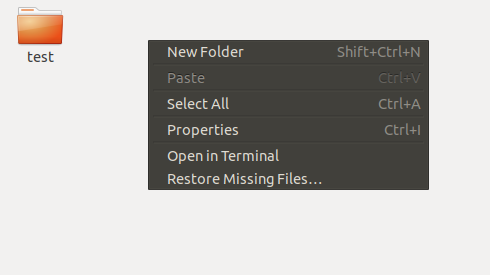 test
New Folder Shift+Ctrl+N
Paste Ctrl+V
Select All Ctrl+A
Properties Ctrl+I
Open in Terminal
Restore Missing Files...